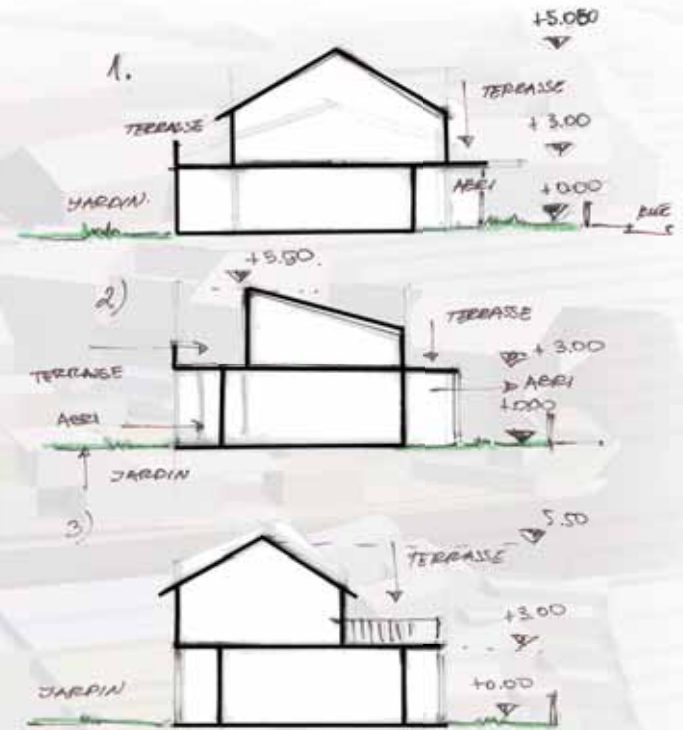 1.
+5.050
TERRASSE
TERRASSE
+3.00
JARDIN
ABRI
+0.00
RUE
2)
+5.50
TERRASSE
+3.00
TERRASSE
ABRI
ABRI
+0.00
JARDIN
3)
5.50
TERRASSE
+3.00
JARDIN
+0.00